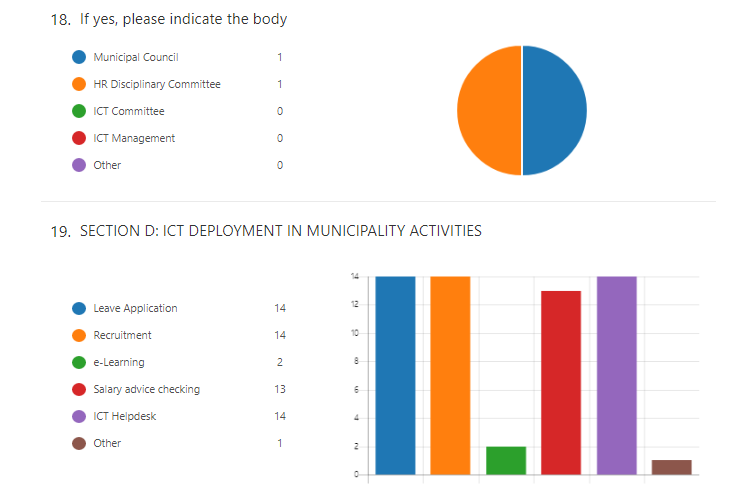 18. If yes, please indicate the body
Municipal Council 1
HR Disciplinary Committee 1
ICT Committee 0
ICT Management 0
Other 0
19. SECTION D: ICT DEPLOYMENT IN MUNICIPALITY ACTIVITIES
Leave Application 14
Recruitment 14
e-Learning 2
Salary advice checking 13
ICT Helpdesk 14
Other 1
14
12
10
8
6
4
2
0